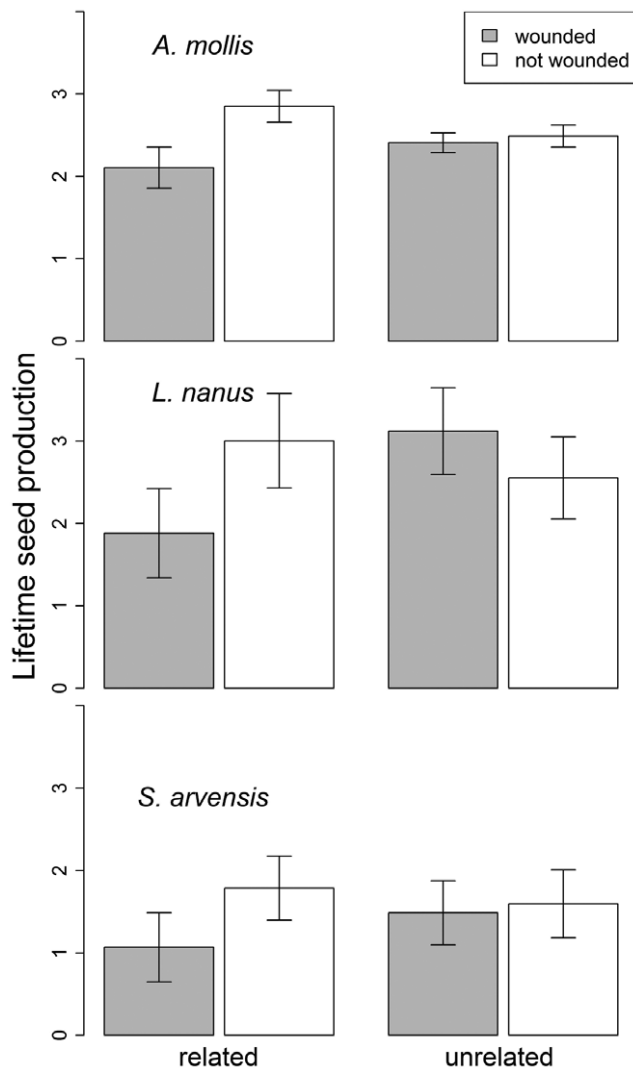 A. mollis
wounded
not wounded
3
2
1
0
L. nanus
3
2
1
0
S. arvensis
3
2
1
0
Lifetime seed production
related
unrelated